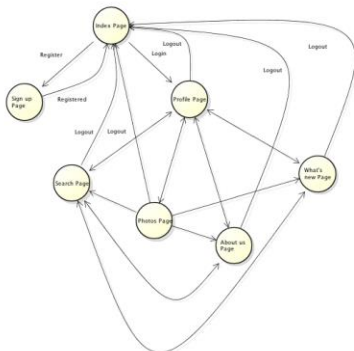 Index Page
Logout
Logout
Register
Logout
Login
Logout
Sign up
Page
Registered
Profile Page
Logout
Logout
Search Page
What's
new Page
Photos Page
About us
Page